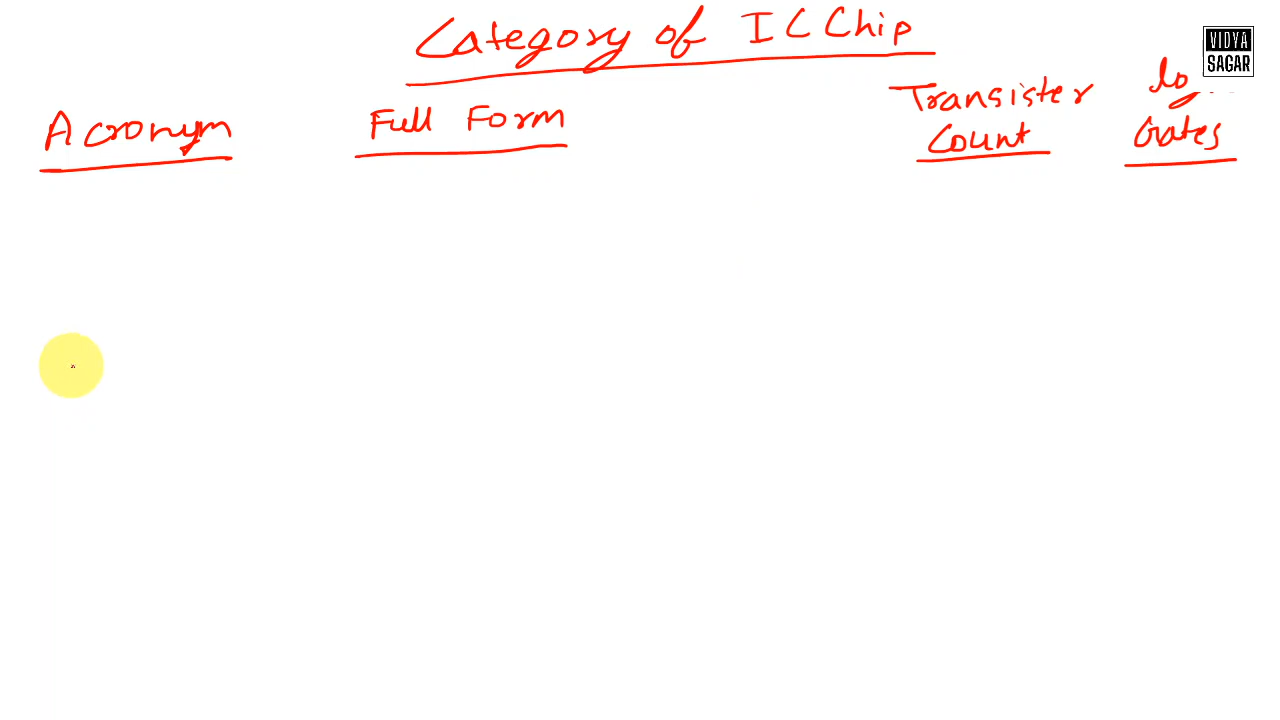 Category of IC Chip
VIDYA
SAGAR
Acronym
Full Form
Transister
Count
Gates